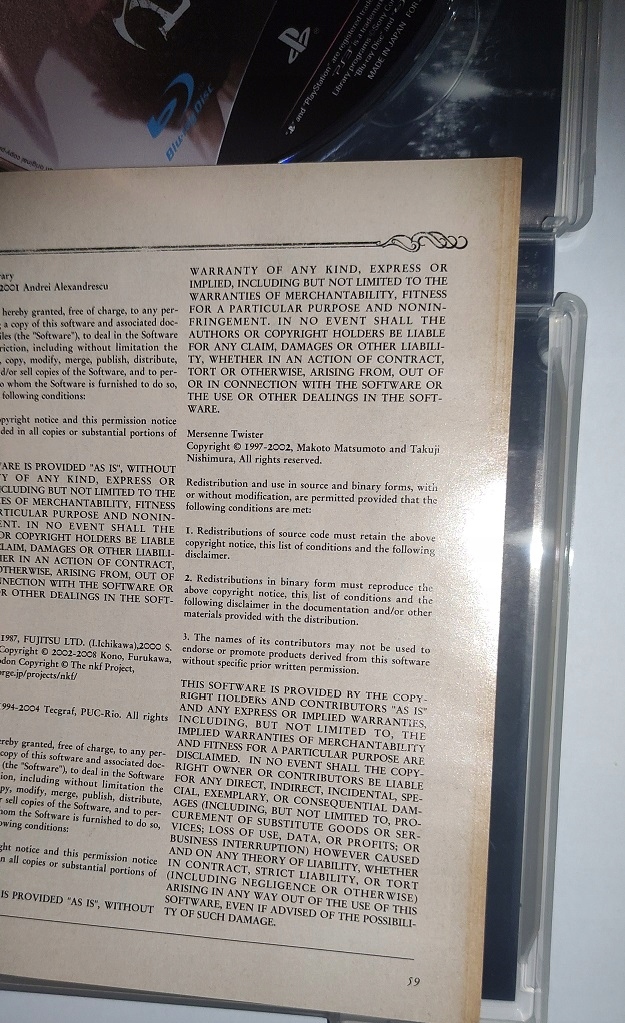 BLU-RAY DISC
and "PlayStation" are registered
Library programs
"Blu-ray Disc" and
MADE IN JAPAN FOR
2001 Andrei Alexandrescu
hereby granted, free of charge, to any per-
a copy of this software and associated doc-
(the "Software"), to deal in the Software
including without limitation the
copy, modify, merge, publish, distribute,
sell copies of the Software, and to per-
whom the Software is furnished to do so,
following conditions:
notice and this permission notice
in all copies or substantial portions of
IS PROVIDED "AS IS", WITHOUT
OF ANY KIND, EXPRESS OR
INCLUDING BUT NOT LIMITED TO THE
OF MERCHANTABILITY, FITNESS
PURPOSE AND NONIN-
IN NO EVENT SHALL THE
OR COPYRIGHT HOLDERS BE LIABLE
DAMAGES OR OTHER LIABILI-
IN AN ACTION OF CONTRACT,
OTHERWISE, ARISING FROM, OUT OF
WITH THE SOFTWARE OR
OTHER DEALINGS IN THE SOFT-
1987, FUJITSU LTD. (I.Ichikawa),2000 S.
Copyright © 2002-2008 Kono, Furukawa,
Copyright © The nkf Project,
/projects/nkf/
1994-2004 Tecgraf, PUC-Rio. All rights
free of charge, to any per-
copy of this software and associated doc-
(the "Software"), to deal in the Software
including without limitation the
modify, merge, publish, distribute,
sell copies of the Software, and to per-
whom the Software is furnished to do so,
conditions:
notice and this permission notice
all copies or substantial portions of
IS PROVIDED "AS IS", WITHOUT
WARRANTY OF ANY KIND, EXPRESS OR
IMPLIED, INCLUDING BUT NOT LIMITED TO THE
WARRANTIES OF MERCHANTABILITY, FITNESS
FOR A PARTICULAR PURPOSE AND NONIN-
FRINGEMENT. IN NO EVENT SHALL THE
AUTHORS OR COPYRIGHT HOLDERS BE LIABLE
FOR ANY CLAIM, DAMAGES OR OTHER LIABILI-
TY, WHETHER IN AN ACTION OF CONTRACT,
TORT OR OTHERWISE, ARISING FROM, OUT OF
OR IN CONNECTION WITH THE SOFTWARE OR
THE USE OR OTHER DEALINGS IN THE SOFT-
WARE.
Mersenne Twister
Copyright © 1997-2002, Makoto Matsumoto and Takuji
Nishimura, All rights reserved.
Redistribution and use in source and binary forms, with
or without modification, are permitted provided that the
following conditions are met:
1. Redistributions of source code must retain the above
copyright notice, this list of conditions and the following
disclaimer.
2. Redistributions in binary form must reproduce the
above copyright notice, this list of conditions and the
following disclaimer in the documentation and/or other
materials provided with the distribution.
3. The names of its contributors may not be used to
endorse or promote products derived from this software
without specific prior written permission.
THIS SOFTWARE IS PROVIDED BY THE COPY-
RIGHT HOLDERS AND CONTRIBUTORS "AS IS"
AND ANY EXPRESS OR IMPLIED WARRANTIES,
INCLUDING, BUT NOT LIMITED TO, THE
IMPLIED WARRANTIES OF MERCHANTABILITY
AND FITNESS FOR A PARTICULAR PURPOSE ARE
DISCLAIMED. IN NO EVENT SHALL THE COPY-
RIGHT OWNER OR CONTRIBUTORS BE LIABLE
FOR ANY DIRECT, INDIRECT, INCIDENTAL, SPE-
CIAL, EXEMPLARY, OR CONSEQUENTIAL DAM-
AGES (INCLUDING, BUT NOT LIMITED TO, PRO-
CUREMENT OF SUBSTITUTE GOODS OR SER-
VICES; LOSS OF USE, DATA, OR PROFITS; OR
BUSINESS INTERRUPTION) HOWEVER CAUSED
AND ON ANY THEORY OF LIABILITY, WHETHER
IN CONTRACT, STRICT LIABILITY, OR TORT
(INCLUDING NEGLIGENCE OR OTHERWISE)
ARISING IN ANY WAY OUT OF THE USE OF THIS
SOFTWARE, EVEN IF ADVISED OF THE POSSIBILI-
TY OF SUCH DAMAGE.
59